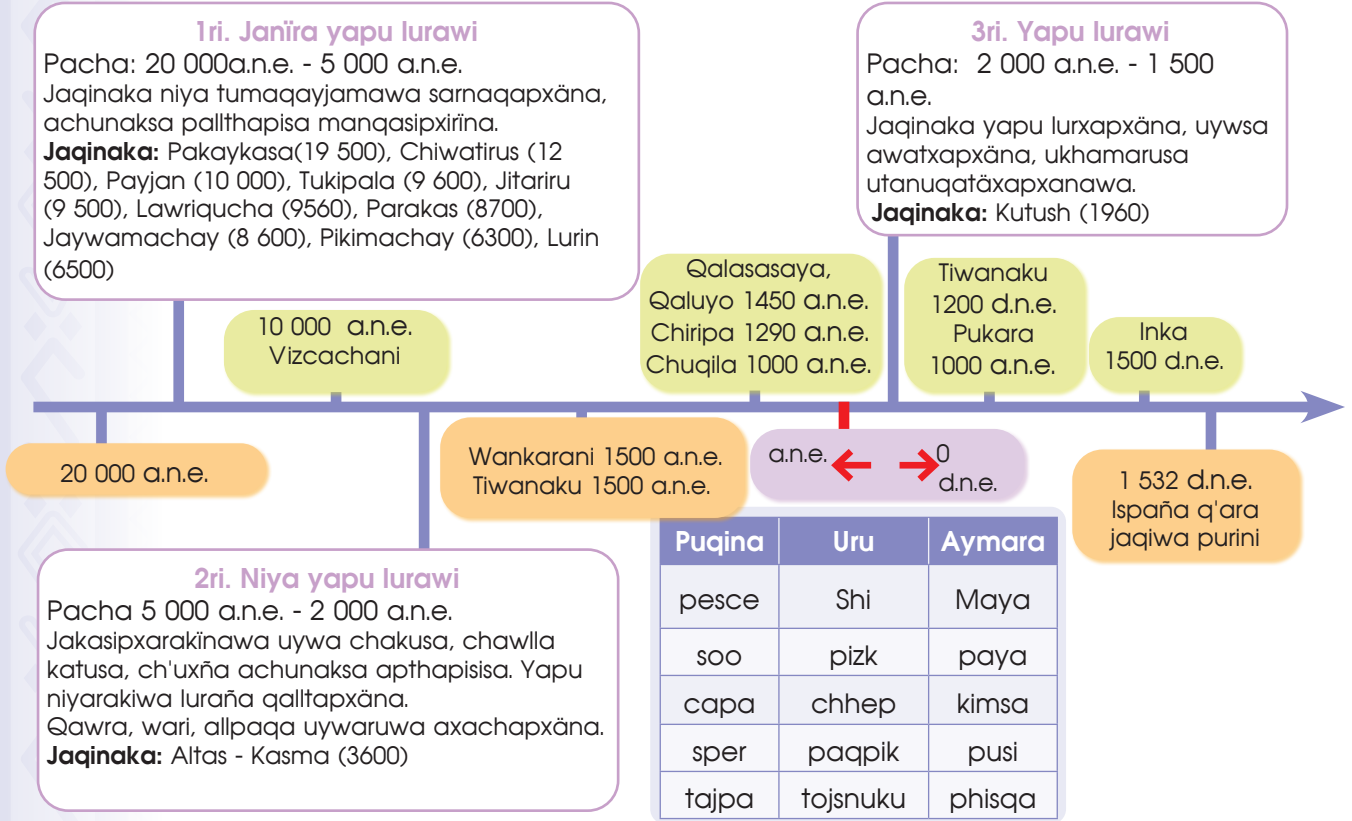 1ri. Janïra yapu lurawi
Pacha: 20 000a.n.e. - 5 000 a.n.e.
Jaqinaka niya tumaqayjamawa sarnaqapxäna,
achunaksa pallthapisa manqasipxirïna.
Jaqinaka: Pakaykasa(19 500), Chiwatirus (12
500), Payjan (10 000), Tukipala (9 600), Jitariru
(9 500), Lawriqucha (9560), Parakas (8700),
Jaywamachay (8 600), Pikimachay (6300), Lurin
(6500)
3ri. Yapu lurawi
Pacha: 2 000 a.n.e. - 1 500
a.n.e.
Jaqinaka yapu lurxapxäna, uywsa
awatxapxäna, ukhamarusa
utanuqatäxapxanawa.
Jaqinaka: Kutush (1960)
10 000 a.n.e.
Vizcachani
Qalasasaya,
Qaluyo 1450 a.n.e.
Chiripa 1290 a.n.e.
Chuqila 1000 a.n.e.
Tiwanaku
1200 d.n.e.
Pukara
1000 a.n.e.
Inka
1500 d.n.e.
20 000 a.n.e.
Wankarani 1500 a.n.e.
Tiwanaku 1500 a.n.e.
a.n.e. 0
d.n.e.
1 532 d.n.e.
Ispaña q'ara
jaqiwa purini
2ri. Niya yapu lurawi
Pacha 5 000 a.n.e. - 2 000 a.n.e.
Jakasipxarakïnawa uywa chakusa, chawlla
katusa, ch'uxña achunaksa apthapisisa. Yapu
niyarakiwa luraña qalltapxäna.
Qawra, wari, allpaqa uywaruwa axachapxäna.
Jaqinaka: Altas - Kasma (3600)
Puqina Uru Aymara
pesce Shi Maya
soo pizk paya
capa chhep kimsa
sper paqpik pusi
tajpa tojsnuku phisqa